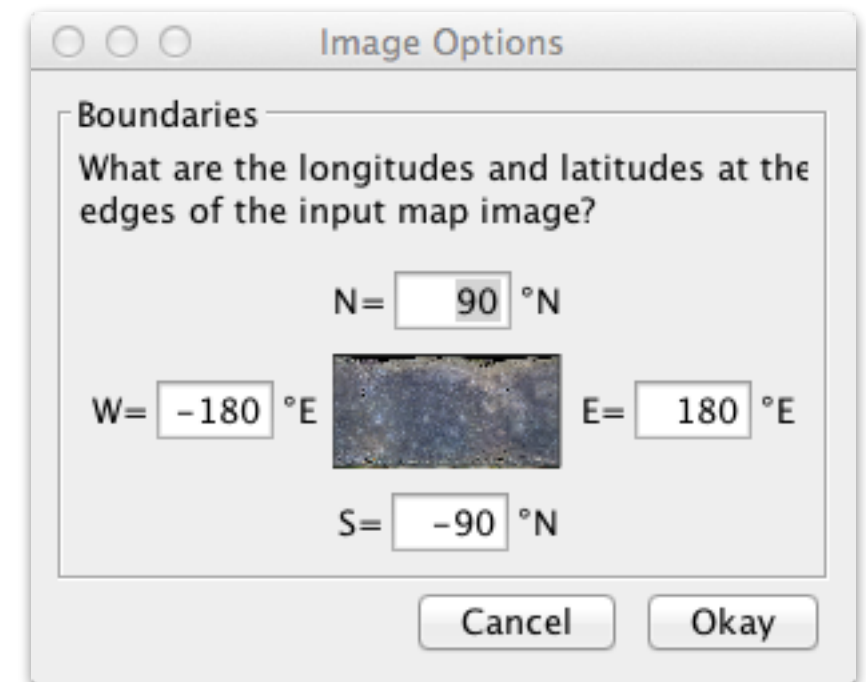 Image Options
Boundaries
What are the longitudes and latitudes at the
edges of the input map image?
N= 90 °N
W= -180 °E E= 180 °E
S= -90 °N
Cancel Okay